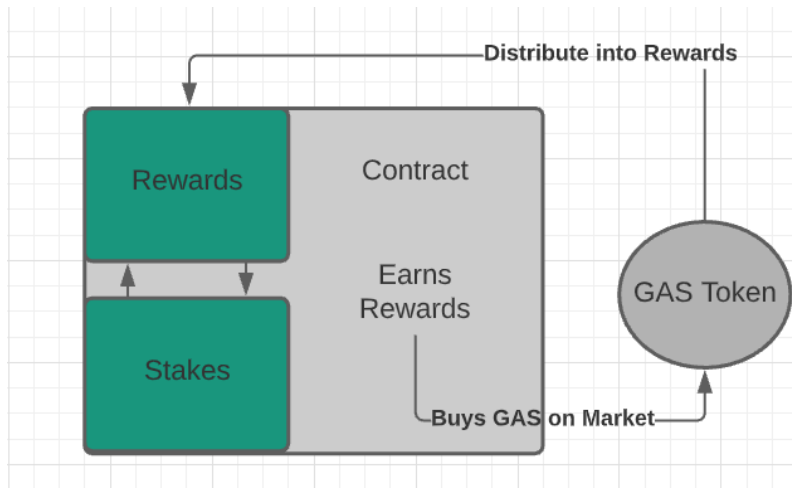 Distribute into Rewards
Rewards
Contract
Earns
Rewards
GAS Token
Stakes
Buys GAS on Market